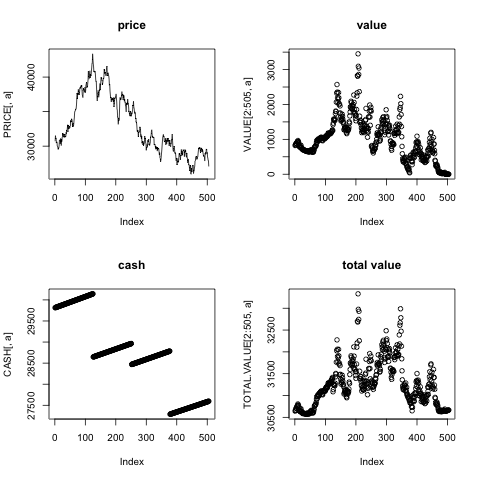 price
PRICE[, a]
40000
30000
0 100 200 300 400 500
Index
value
VALUE[2:505, a]
3000
2000
1000
0
0 100 200 300 400 500
Index
cash
CASH[, a]
29500
28500
27500
0 100 200 300 400 500
Index
total value
TOTAL.VALUE[2:505, a]
32500
31500
30500
0 100 200 300 400 500
Index